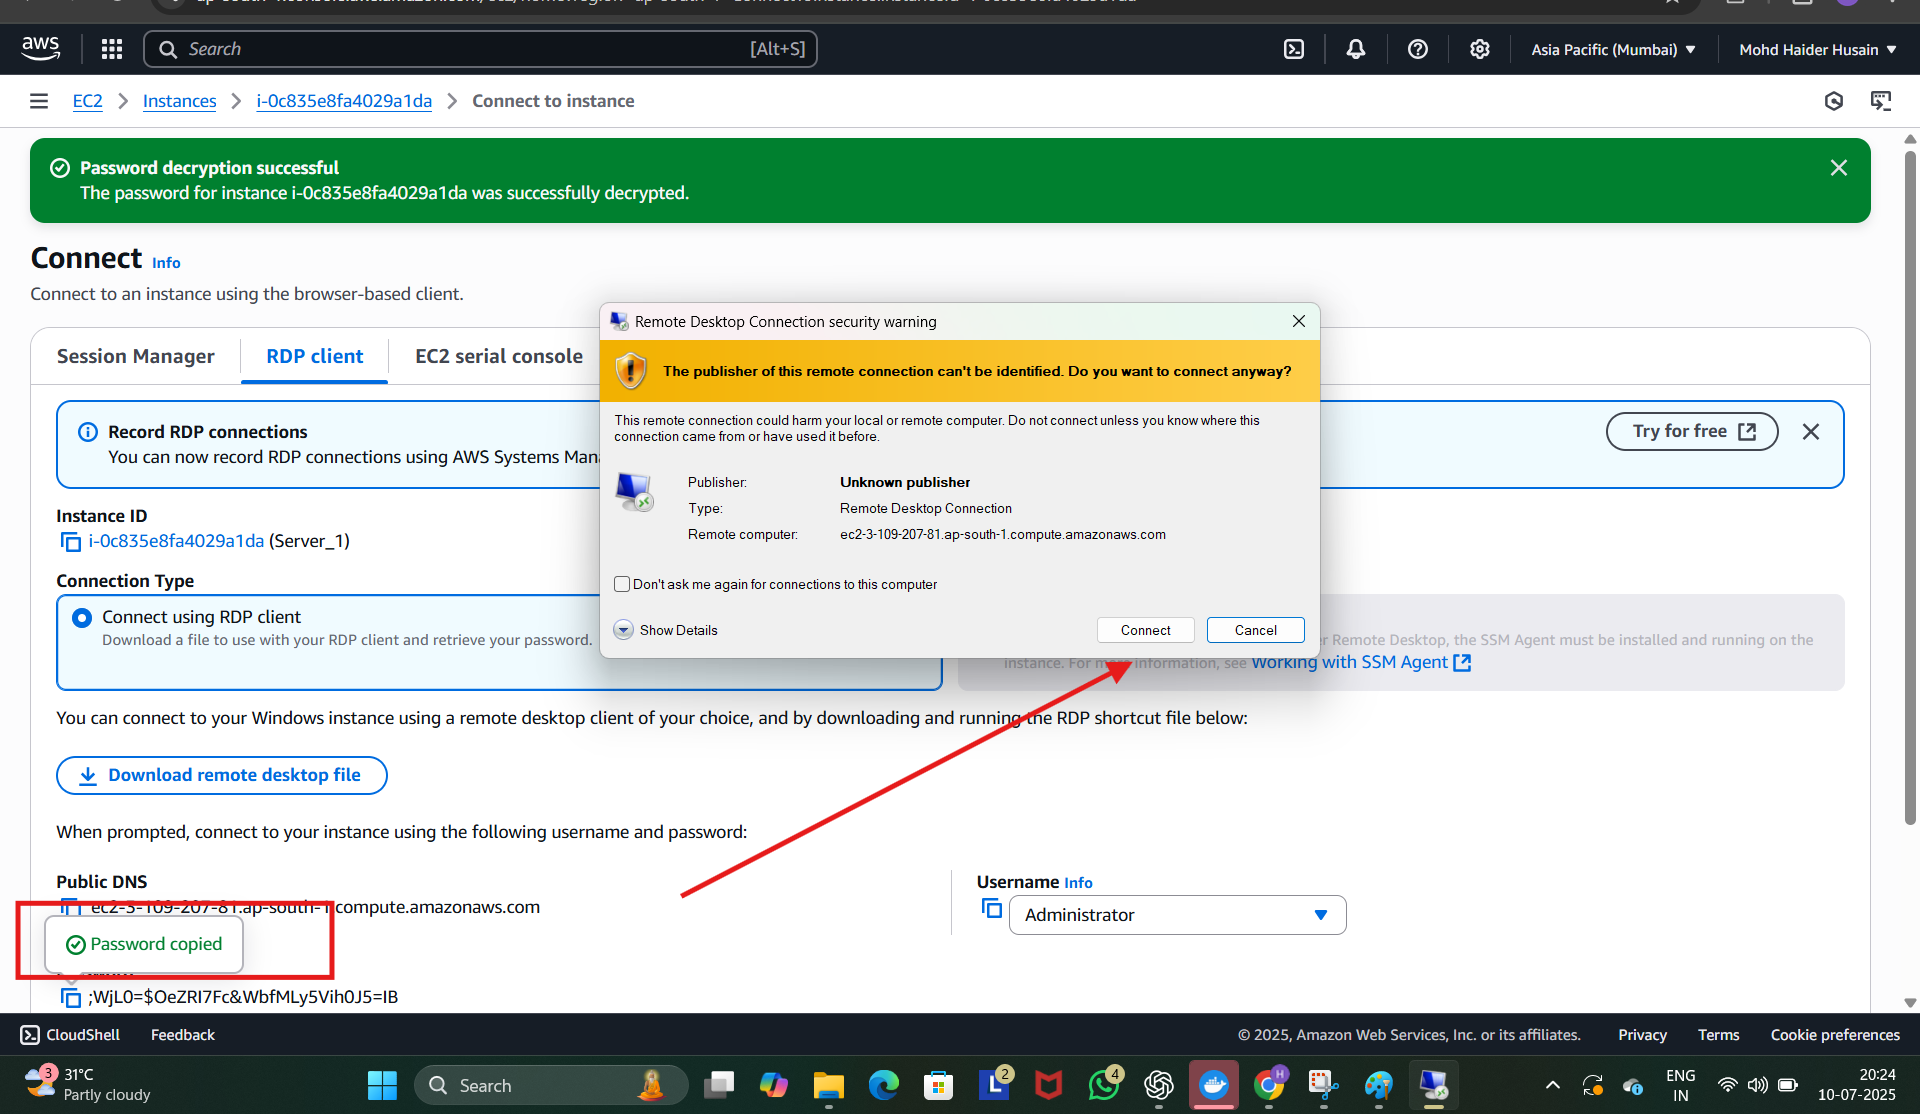 aws
Search
[Alt+S]
Asia Pacific (Mumbai)
Mohd Haider Husain
EC2
Instances
i-0c835e8fa4029a1da
Connect to instance
Password decryption successful
The password for instance i-0c835e8fa4029a1da was successfully decrypted.
Connect Info
Connect to an instance using the browser-based client.
Session Manager
RDP client
EC2 serial console
Record RDP connections
You can now record RDP connections using AWS Systems Man
Try for free
Instance ID
i-0c835e8fa4029a1da (Server_1)
Connection Type
Connect using RDP client
Download a file to use with your RDP client and retrieve your password.
Remote Desktop Connection security warning
The publisher of this remote connection can't be identified. Do you want to connect anyway?
This remote connection could harm your local or remote computer. Do not connect unless you know where this
connection came from or have used it before.
Publisher: Unknown publisher
Type: Remote Desktop Connection
Remote computer: ec2-3-109-207-81.ap-south-1.compute.amazonaws.com
Don't ask me again for connections to this computer
Show Details
Connect
Cancel
r Remote Desktop, the SSM Agent must be installed and running on the
instance. For more information, see Working with SSM Agent
You can connect to your Windows instance using a remote desktop client of your choice, and by downloading and running the RDP shortcut file below:
Download remote desktop file
When prompted, connect to your instance using the following username and password:
Public DNS
ec2-3-109-207-81.ap-south-1.compute.amazonaws.com
Username Info
Administrator
Password copied
;WjL0=$OeZRI7Fc&WbfMLy5Vih0J5=IB
CloudShell
Feedback
© 2025, Amazon Web Services, Inc. or its affiliates.
Privacy
Terms
Cookie preferences
3
31°C
Partly cloudy
Search
L
2
4
H
ENG
IN
20:24
10-07-2025